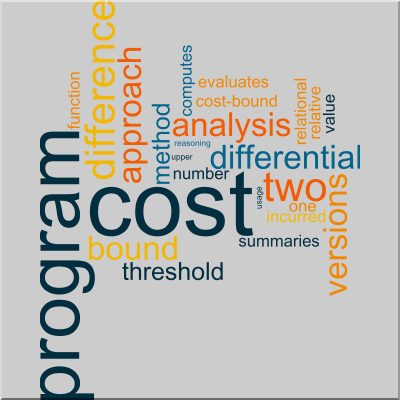 function
difference
approach
computes
evaluates
cost-bound
relational
relative
value
method
analysis
reasoning
upper
differential
program
number
cost
usage
two
one
incurred
versions
summaries
bound
threshold